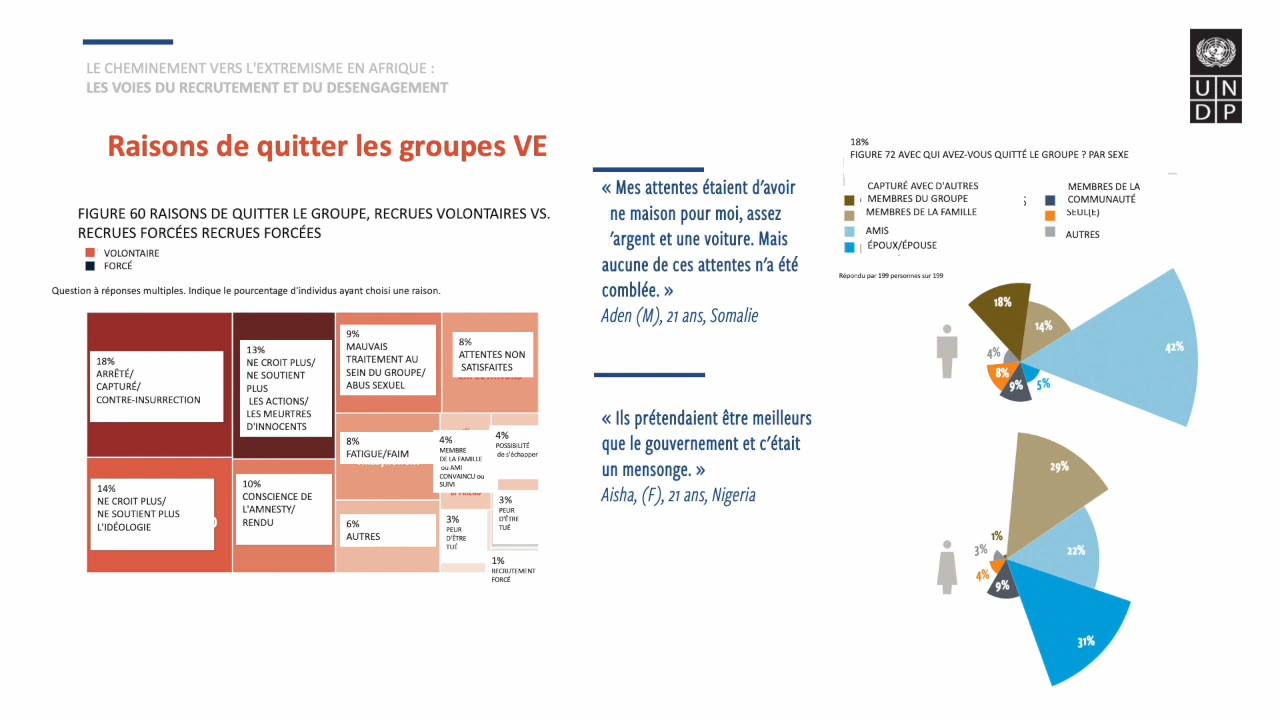 LE CHEMINEMENT VERS L'EXTREMISME EN AFRIQUE :
LES VOIES DU RECRUTEMENT ET DU DESENGAGEMENT
U N
D P
Raisons de quitter les groupes VE
FIGURE 60 RAISONS DE QUITTER LE GROUPE, RECRUES VOLONTAIRES VS.
RECRUES FORCÉES RECRUES FORCÉES
VOLONTAIRE
FORCÉ
Question à réponses multiples. Indique le pourcentage d'individus ayant choisi une raison.
18%
ARRÊTÉ/
CAPTURÉ/
CONTRE-INSURRECTION
14%
NE CROIT PLUS/
NE SOUTIENT PLUS
L'IDÉOLOGIE
13%
NE CROIT PLUS/
NE SOUTIENT
PLUS
LES ACTIONS/
LES MEURTRES
D'INNOCENTS
10%
CONSCIENCE DE
L'AMNESTY/
RENDU
9%
MAUVAIS
TRAITEMENT AU
SEIN DU GROUPE/
ABUS SEXUEL
8%
FATIGUE/FAIM
6%
AUTRES
8%
ATTENTES NON
SATISFAITES
4%
MEMBRE
DE LA FAMILLE
ou AMI
CONVAINCU ou
SUIVI
4%
POSSIBILITÉ
de s'échapper
3%
PEUR
D'ÊTRE
TUÉ
3%
PEUR
D'ÊTRE
TUÉ
1%
RECRUTEMENT
FORCÉ
« Mes attentes étaient d'avoir
ne maison pour moi, assez
'argent et une voiture. Mais
aucune de ces attentes n'a été
comblée. »
Aden (M), 21 ans, Somalie
« Ils prétendaient être meilleurs
que le gouvernement et c'était
un mensonge. »
Aisha, (F), 21 ans, Nigeria
18%
FIGURE 72 AVEC QUI AVEZ-VOUS QUITTÉ LE GROUPE ? PAR SEXE
CAPTURÉ AVEC D'AUTRES
MEMBRES DU GROUPE
MEMBRES DE LA FAMILLE
AMIS
ÉPOUX/ÉPOUSE
MEMBRES DE LA
COMMUNAUTÉ
SEUL(E)
AUTRES
Répondu par 199 personnes sur 199
18%
14%
42%
4%
8%
9%
5%
29%
1%
3%
22%
4%
9%
31%